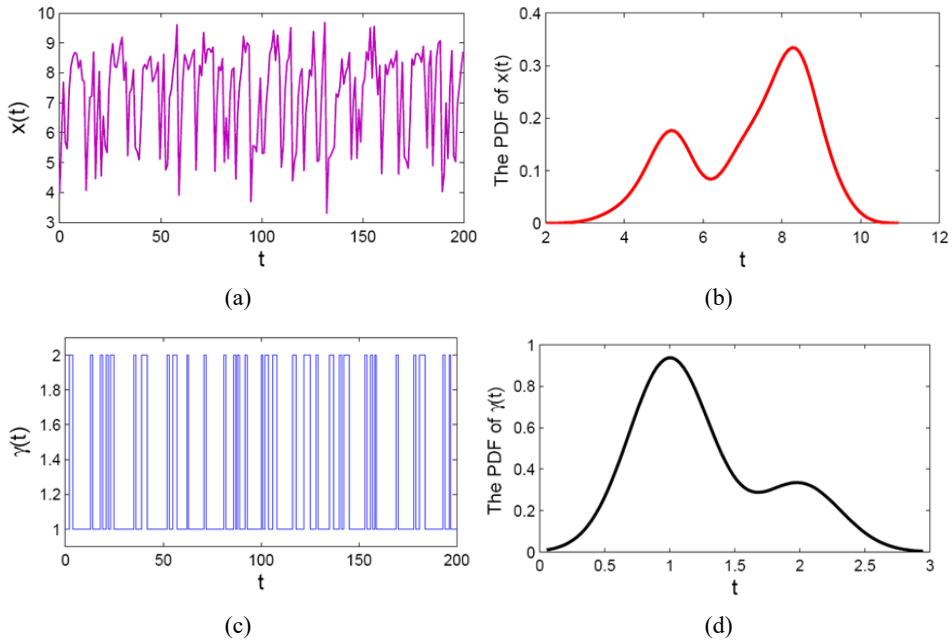 10
9
8
7
6
5
4
3
x(t)
0 50 100 150 200
t
(a)
0.4
0.3
0.2
0.1
0
The PDF of x(t)
2 4 6 8 10 12
t
(b)
2
1.8
1.6
1.4
1.2
1
γ(t)
0 50 100 150 200
t
(c)
1
0.8
0.6
0.4
0.2
0
The PDF of γ(t)
0 0.5 1 1.5 2 2.5 3
t
(d)